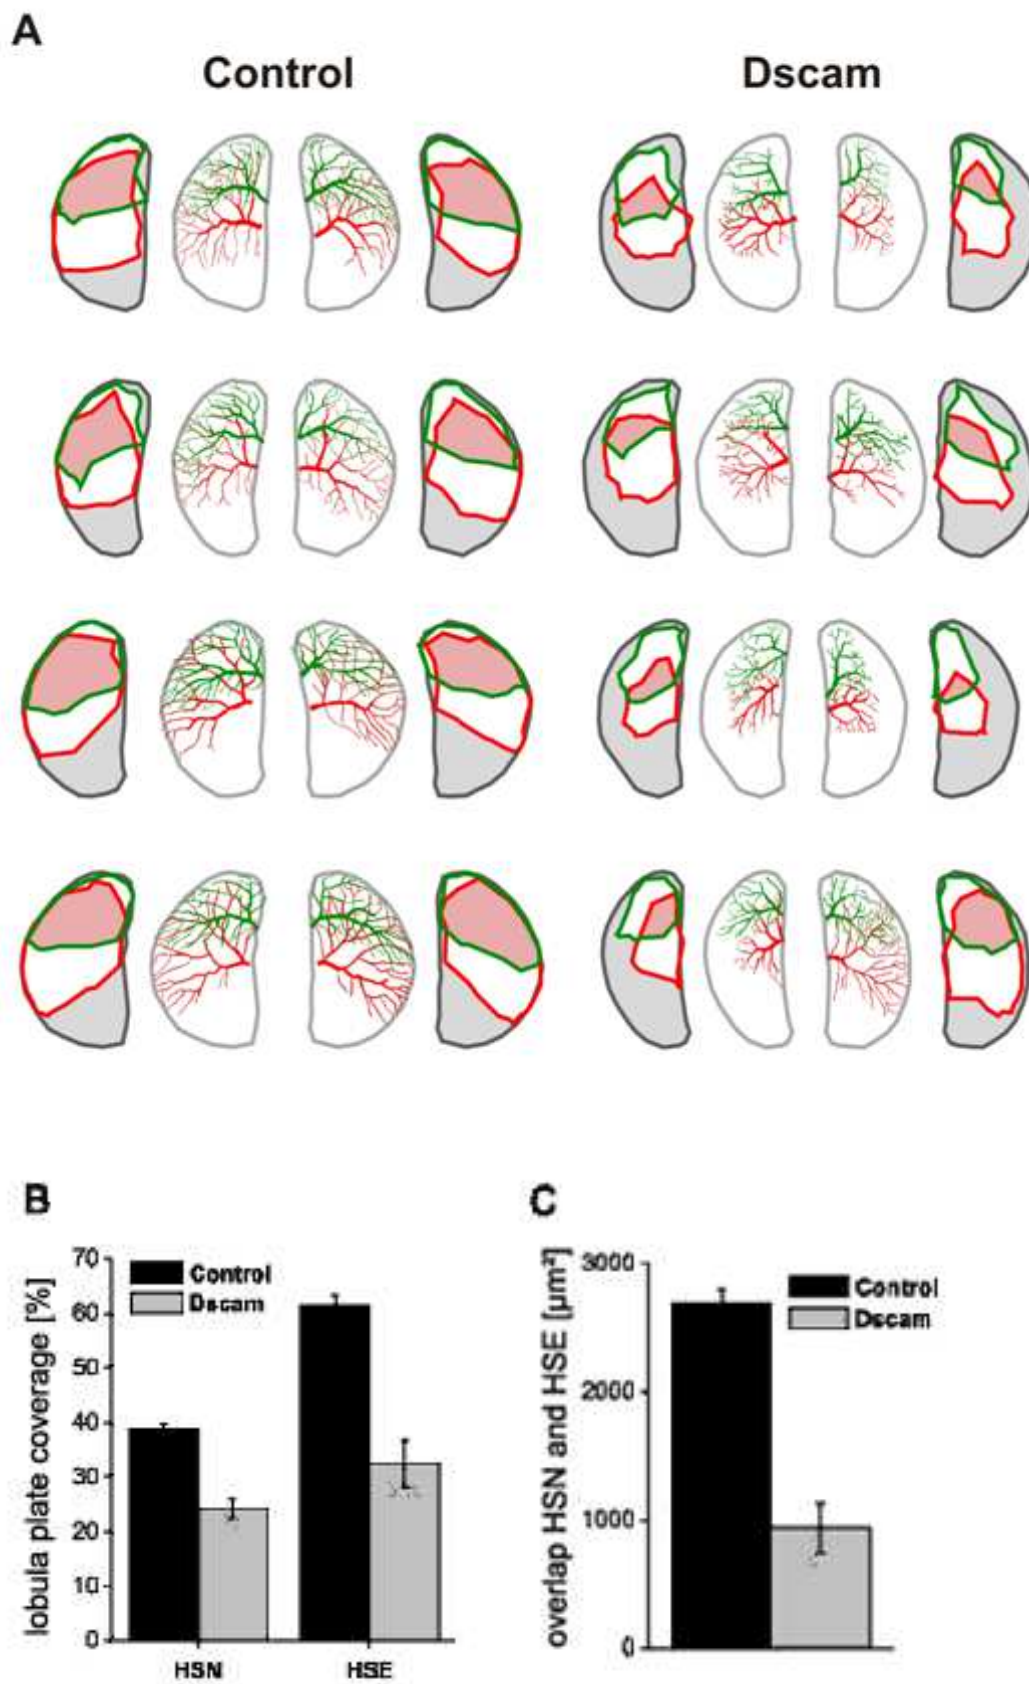 A
Control
Dscam
B
lobula plate coverage [%]
70
60
50
40
30
20
10
0
Control
Dscam
HSN
HSE
C
overlap HSN and HSE [µm²]
3000
2000
1000
0
Control
Dscam